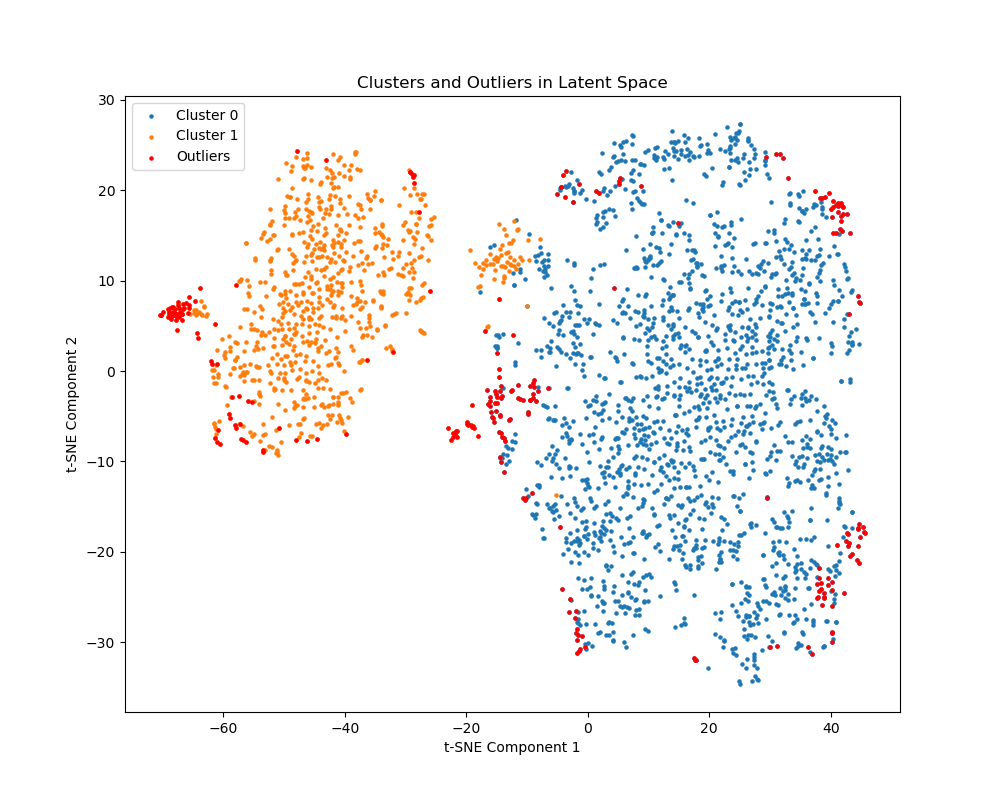 Clusters and Outliers in Latent Space
Cluster 0
Cluster 1
Outliers
30
20
10
0
−10
−20
−30
t-SNE Component 2
−60
−40
−20
0
20
40
t-SNE Component 1